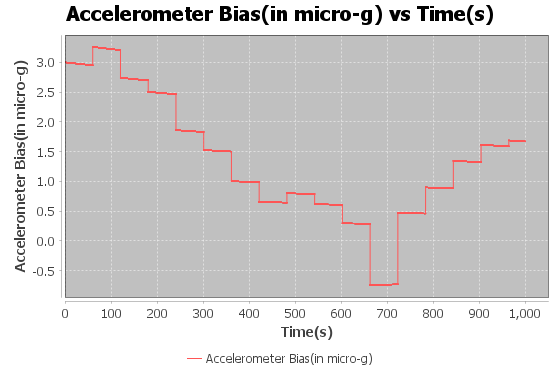 Accelerometer Bias(in micro-g) vs Time(s)
Accelerometer Bias(in micro-g)
3.0
2.5
2.0
1.5
1.0
0.5
0.0
-0.5
0 100 200 300 400 500 600 700 800 900 1,000
Time(s)
Accelerometer Bias(in micro-g)